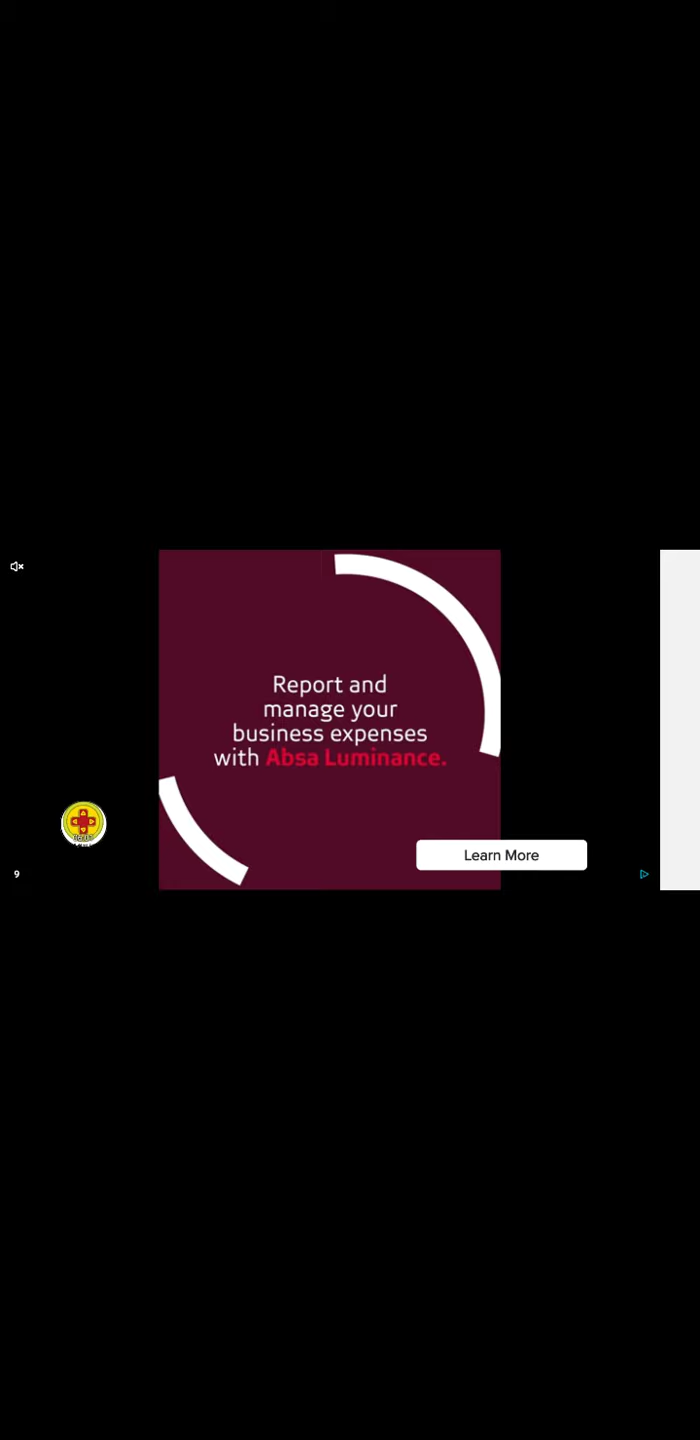 Report and
manage your
business expenses
with Absa Luminance.
Learn More
9